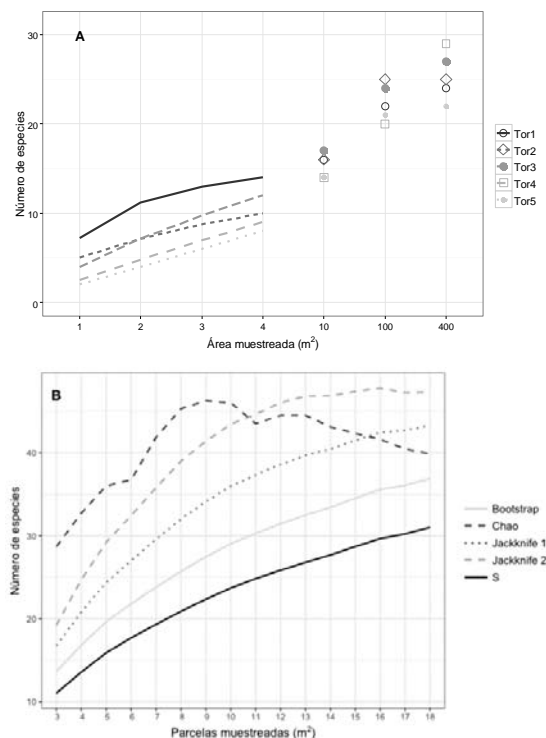 A
30
20
10
0
Número de especies
1 2 3 4 10 100 400
Área muestreada (m²)
Tor1
Tor2
Tor3
Tor4
Tor5
B
40
30
20
10
Número de especies
3 4 5 6 7 8 9 10 11 12 13 14 15 16 17 18
Parcelas muestreadas (m²)
Bootstrap
Chao
Jackknife 1
Jackknife 2
S